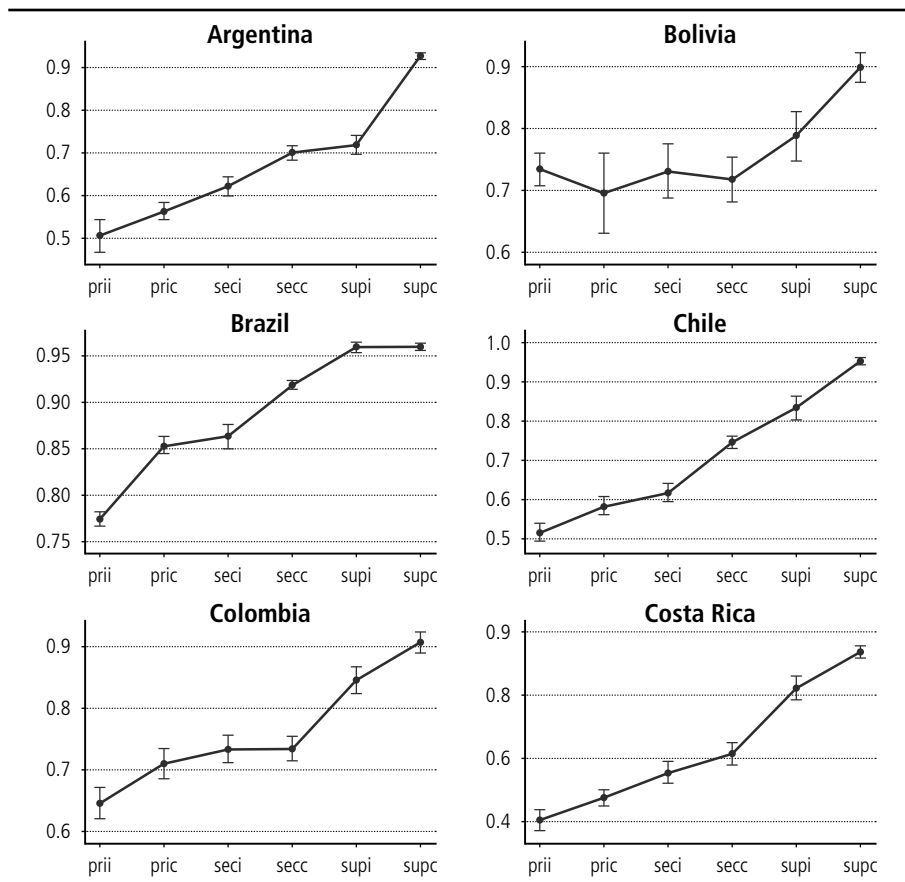 Argentina
0.9
0.8
0.7
0.6
0.5
prii pric seci secc supi supc
Bolivia
0.9
0.8
0.7
0.6
prii pric seci secc supi supc
Brazil
0.95
0.90
0.85
0.80
0.75
prii pric seci secc supi supc
Chile
1.0
0.9
0.8
0.7
0.6
0.5
prii pric seci secc supi supc
Colombia
0.9
0.8
0.7
0.6
prii pric seci secc supi supc
Costa Rica
0.9
0.8
0.6
0.4
prii pric seci secc supi supc